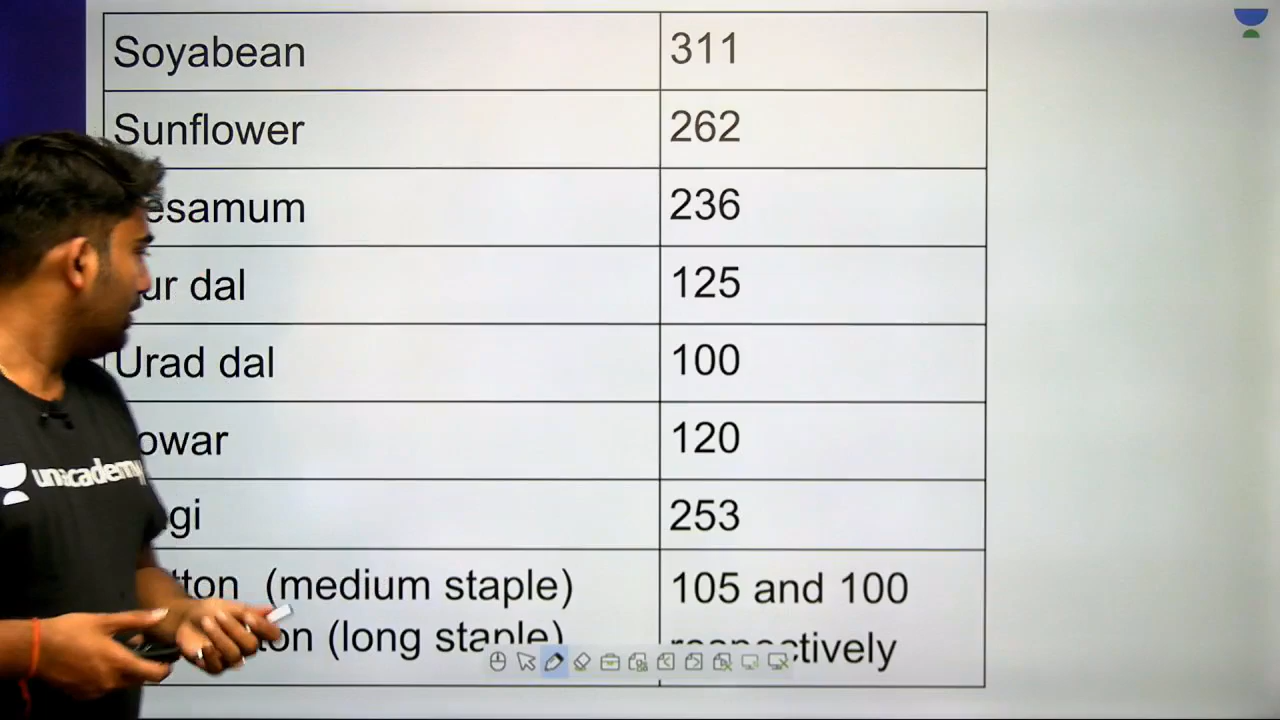 Soyabean 311
Sunflower 262
esamum 236
ur dal 125
Urad dal 100
owar 120
gi 253
tton (medium staple) 105 and 100
on (long staple) respectively
unacademy